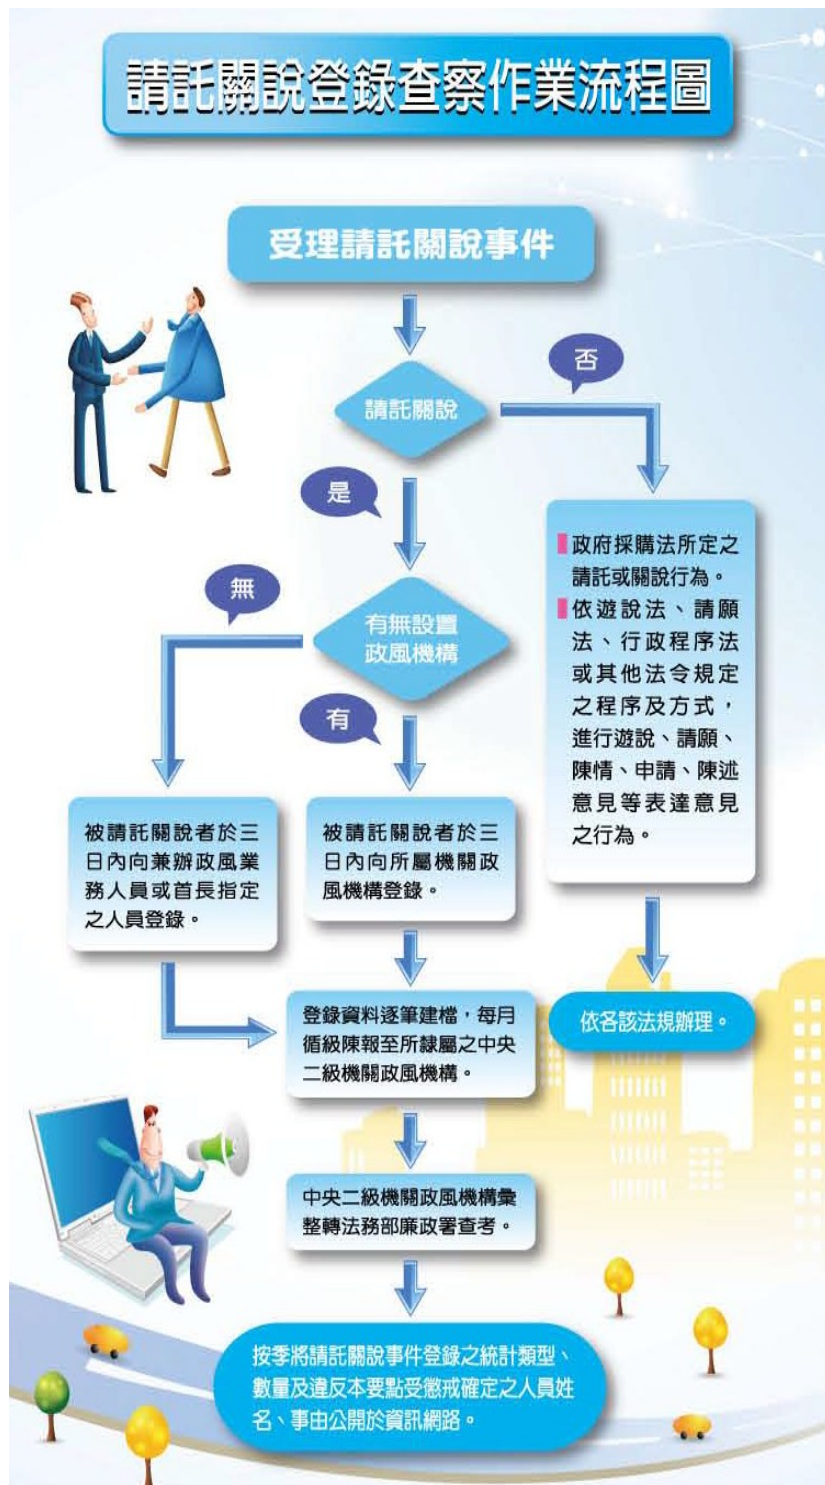 請託關說登錄查察作業流程圖
受理請託關說事件
請託關說
否
是
政府採購法所定之
請託或關說行為。
依遊說法、請願
法、行政程序法
或其他法令規定
之程序及方式，
進行遊說、請願、
陳情、申請、陳述
意見等表達意見
之行為。
依各該法規辦理。
有無設置
政風機構
無
有
被請託關說者於三
日內向兼辦政風業
務人員或首長指定
之人員登錄。
被請託關說者於三
日內向所屬機關政
風機構登錄。
登錄資料逐筆建檔，每月
循級陳報至所隸屬之中央
二級機關政風機構。
中央二級機關政風機構彙
整轉法務部廉政署查考。
按季將請託關說事件登錄之統計類型、
數量及違反本要點受懲戒確定之人員姓
名、事由公開於資訊網路。